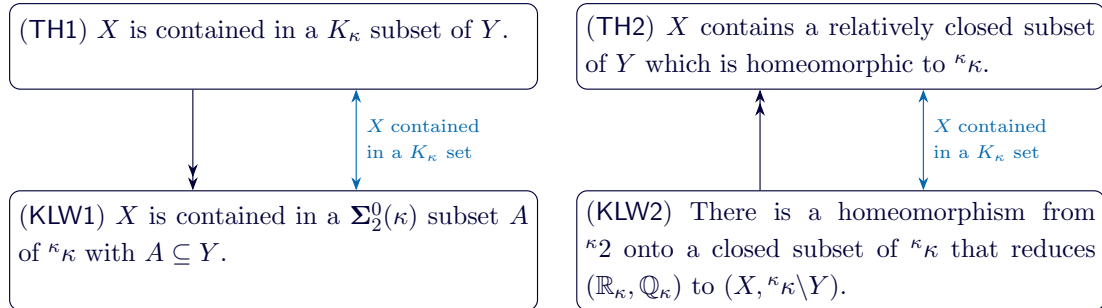 (TH1) X is contained in a K_κ subset of Y.
(TH2) X contains a relatively closed subset
of Y which is homeomorphic to ^κκ.
X contained
in a K_κ set
X contained
in a K_κ set
(KLW1) X is contained in a Σ⁰₂(κ) subset A
of ^κκ with A ⊆ Y.
(KLW2) There is a homeomorphism from
^κ2 onto a closed subset of ^κκ that reduces
(ℝ_κ, ℚ_κ) to (X, ^κκ\Y).